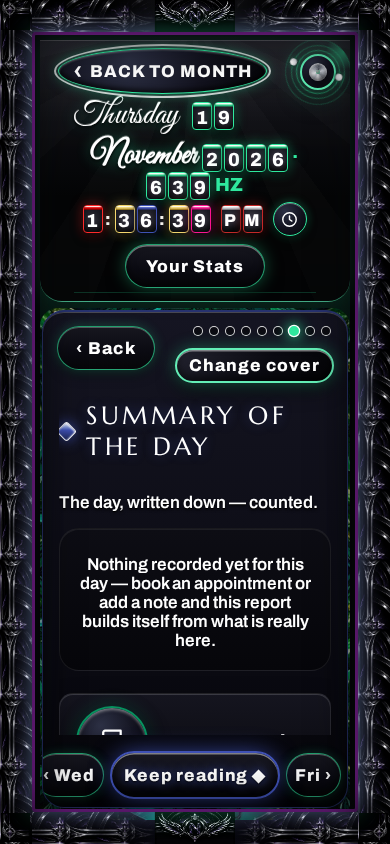 ‹ BACK TO MONTH
Thursday 19
November 2026 ·
639 HZ
1:36:39 PM
Your Stats
‹ Back
Change cover
SUMMARY OF
THE DAY
The day, written down — counted.
Nothing recorded yet for this
day — book an appointment or
add a note and this report
builds itself from what is really
here.
‹ Wed
Keep reading ◆
Fri ›